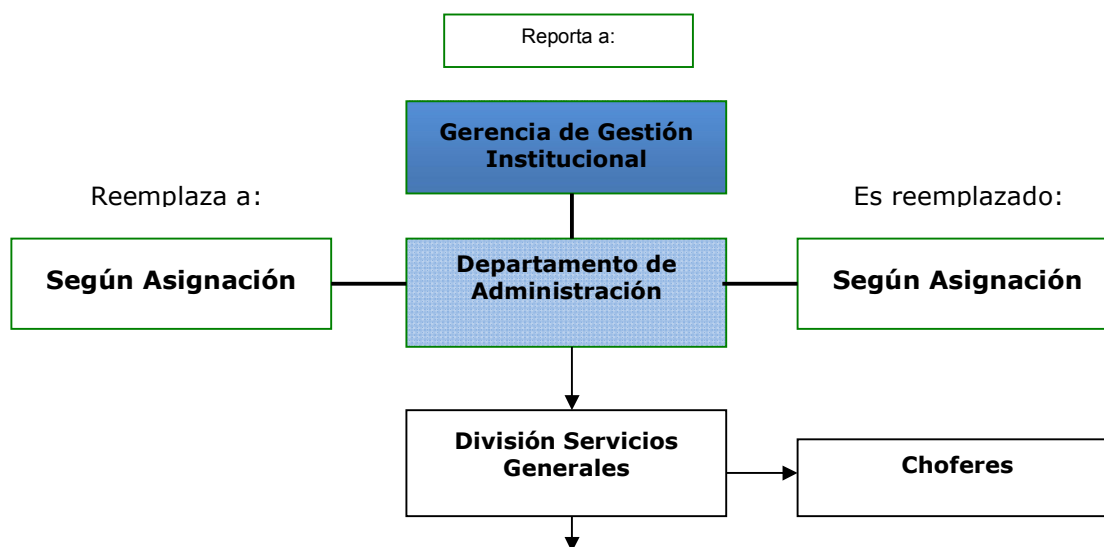 Reporta a:
Gerencia de Gestión
Institucional
Reemplaza a:
Es reemplazado:
Según Asignación
Departamento de
Administración
Según Asignación
División Servicios
Generales
Choferes